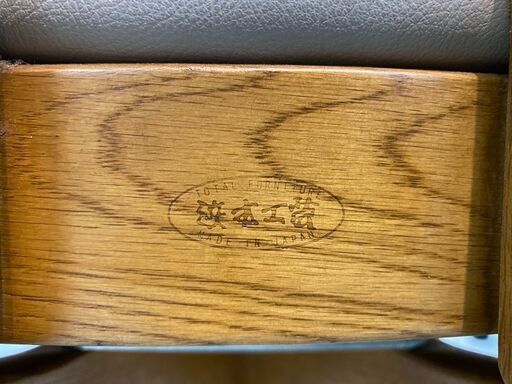 TOTAL FURNITURE
浜本工芸
MADE IN JAPAN